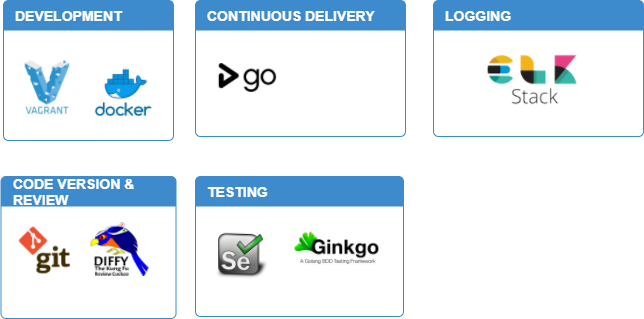 DEVELOPMENT
VAGRANT
docker
CONTINUOUS DELIVERY
go
LOGGING
ELK
Stack
CODE VERSION &
REVIEW
git
DIFFY
The Kung Fu
Review Cuckoo
TESTING
Se
Ginkgo
A Golang BDD Testing Framework